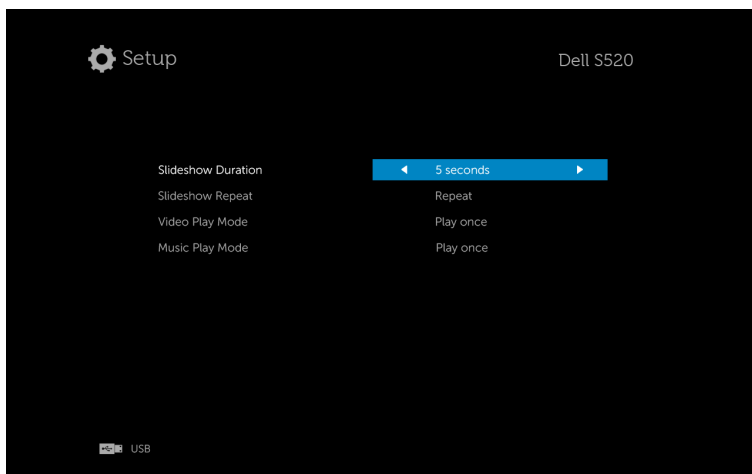 Setup
Dell S520
Slideshow Duration 5 seconds
Slideshow Repeat Repeat
Video Play Mode Play once
Music Play Mode Play once
USB